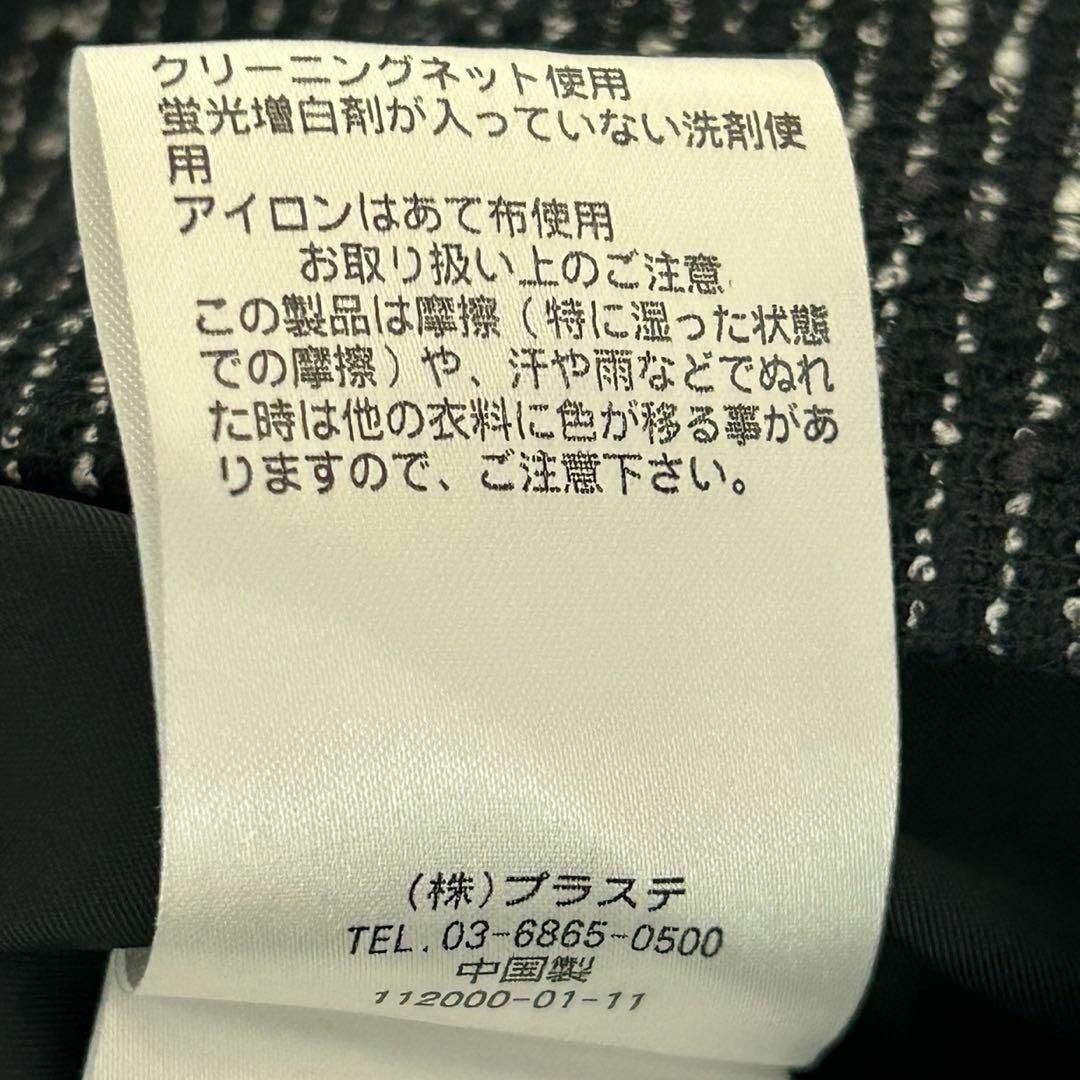 クリーニングネット使用
蛍光増白剤が入っていない洗剤使
用
アイロンはあて布使用
お取り扱い上のご注意
この製品は摩擦(特に湿った状態
での摩擦)や、汗や雨などでぬれ
た時は他の衣料に色が移る事があ
りますので、ご注意下さい。
(株)プラステ
TEL.03-6865-0500
中国製
112000-01-11